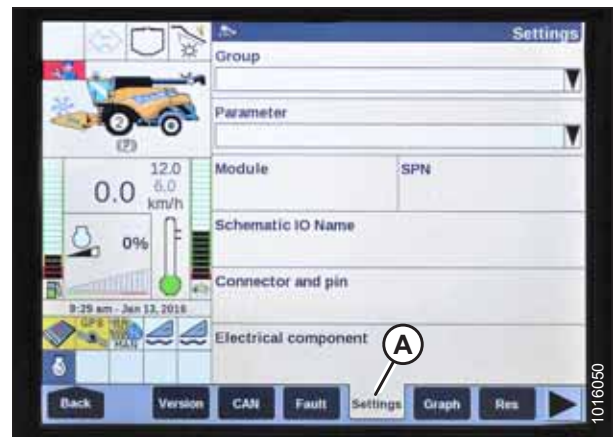 Settings
Group
Parameter
2
(P)
Module
SPN
12.0
6.0
0.0
km/h
Schematic IO Name
0%
Connector and pin
9:29 am - Jan 13, 2016
GPS
MAN
Electrical component
A
Back
Version
CAN
Fault
Settings
Graph
Res
1016050